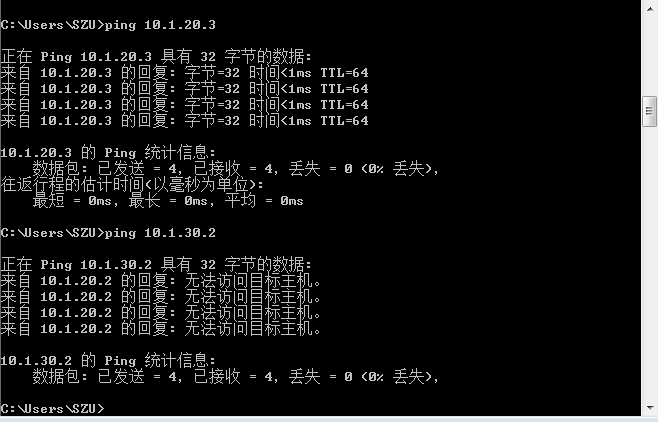 C:\Users\SZU>ping 10.1.20.3
正在 Ping 10.1.20.3 具有 32 字节的数据:
来自 10.1.20.3 的回复: 字节=32 时间<1ms TTL=64
来自 10.1.20.3 的回复: 字节=32 时间<1ms TTL=64
来自 10.1.20.3 的回复: 字节=32 时间<1ms TTL=64
来自 10.1.20.3 的回复: 字节=32 时间<1ms TTL=64
10.1.20.3 的 Ping 统计信息:
数据包: 已发送 = 4, 已接收 = 4, 丢失 = 0 (0% 丢失),
往返行程的估计时间(以毫秒为单位):
最短 = 0ms, 最长 = 0ms, 平均 = 0ms
C:\Users\SZU>ping 10.1.30.2
正在 Ping 10.1.30.2 具有 32 字节的数据:
来自 10.1.20.2 的回复: 无法访问目标主机。
来自 10.1.20.2 的回复: 无法访问目标主机。
来自 10.1.20.2 的回复: 无法访问目标主机。
来自 10.1.20.2 的回复: 无法访问目标主机。
10.1.30.2 的 Ping 统计信息:
数据包: 已发送 = 4, 已接收 = 4, 丢失 = 0 (0% 丢失),
C:\Users\SZU>